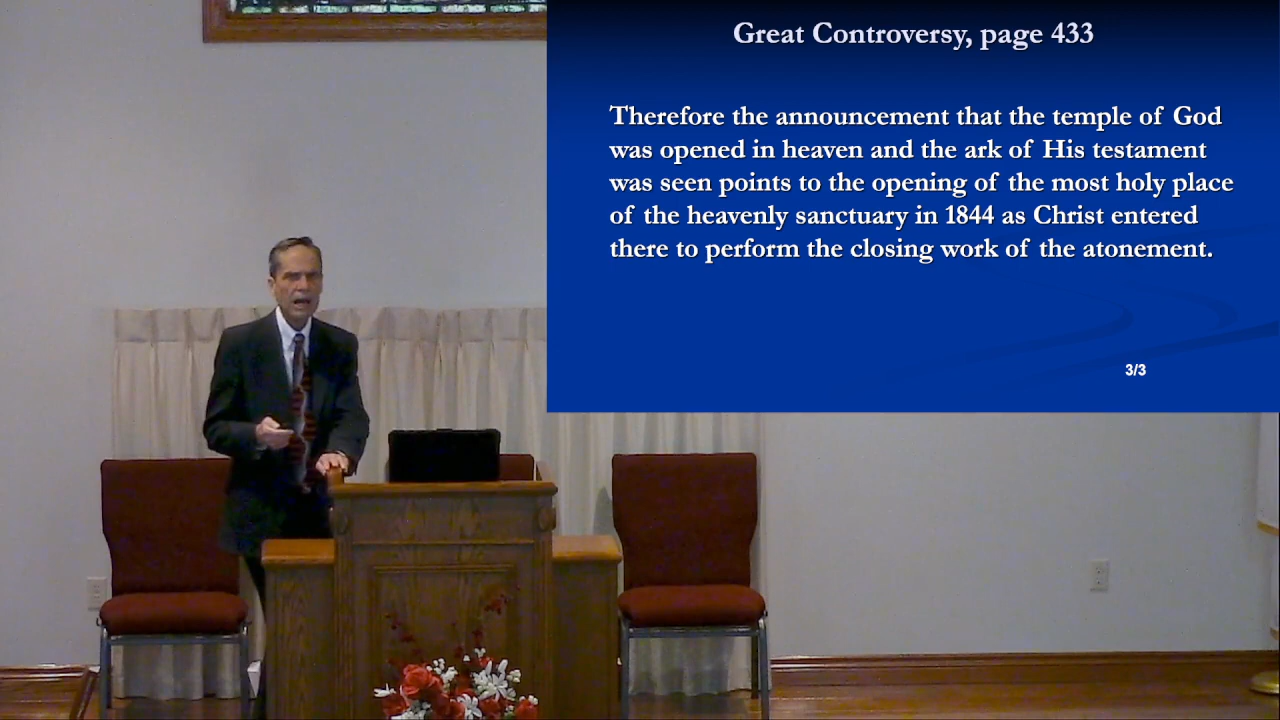 Great Controversy, page 433
Therefore the announcement that the temple of God
was opened in heaven and the ark of His testament
was seen points to the opening of the most holy place
of the heavenly sanctuary in 1844 as Christ entered
there to perform the closing work of the atonement.
3/3